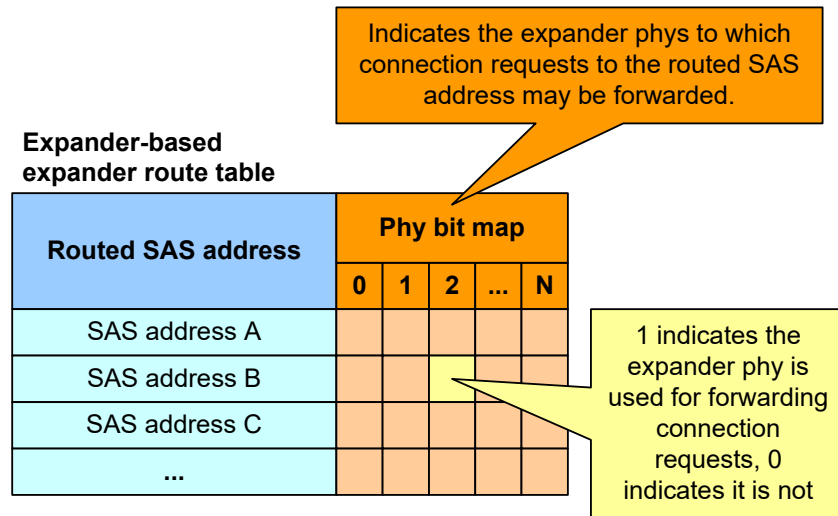 Indicates the expander phys to which
connection requests to the routed SAS
address may be forwarded.
Expander-based
expander route table
Routed SAS address
Phy bit map
0 1 2 ... N
SAS address A
SAS address B
SAS address C
...
1 indicates the
expander phy is
used for forwarding
connection
requests, 0
indicates it is not